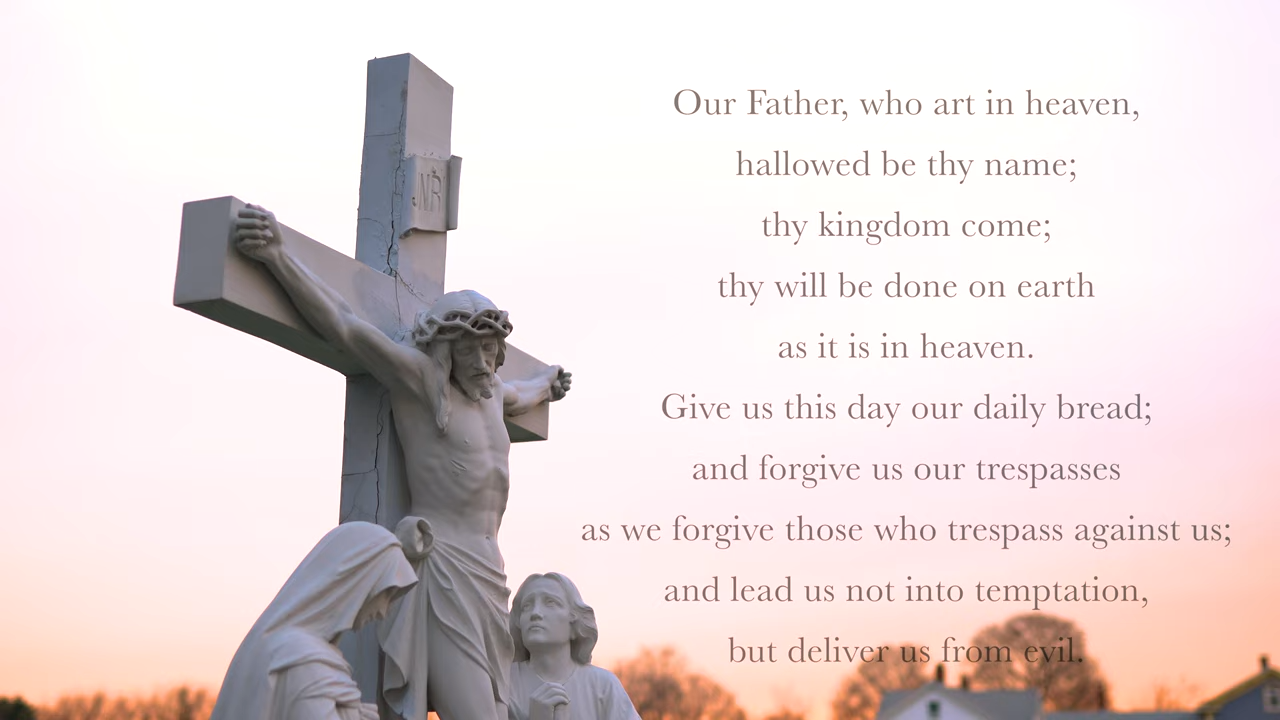 INRI
Our Father, who art in heaven,
hallowed be thy name;
thy kingdom come;
thy will be done on earth
as it is in heaven.
Give us this day our daily bread;
and forgive us our trespasses
as we forgive those who trespass against us;
and lead us not into temptation,
but deliver us from evil.